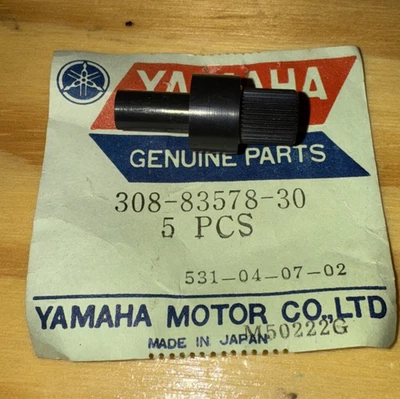 YAMAHA
GENUINE PARTS
308-83578-30
5 PCS
531-04-07-02
YAMAHA MOTOR CO.,LTD
M50222G
MADE IN JAPAN